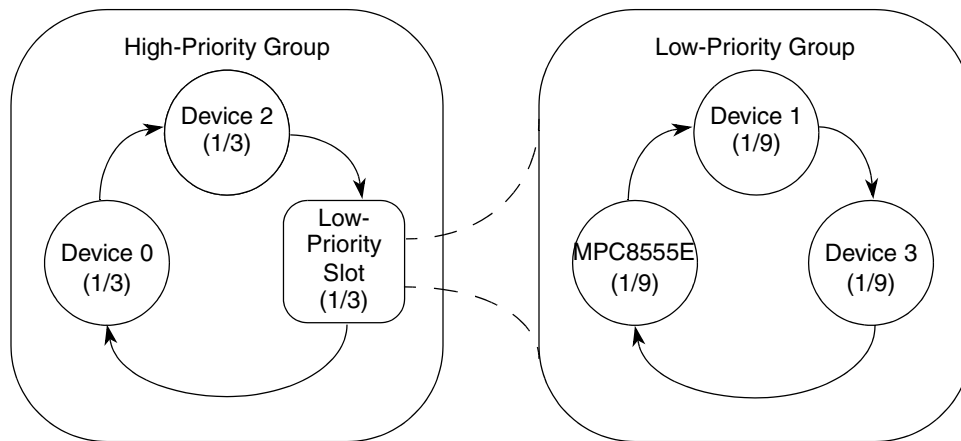 High-Priority Group
Device 2
(1/3)
Device 0
(1/3)
Low-
Priority
Slot
(1/3)
Low-Priority Group
Device 1
(1/9)
MPC8555E
(1/9)
Device 3
(1/9)